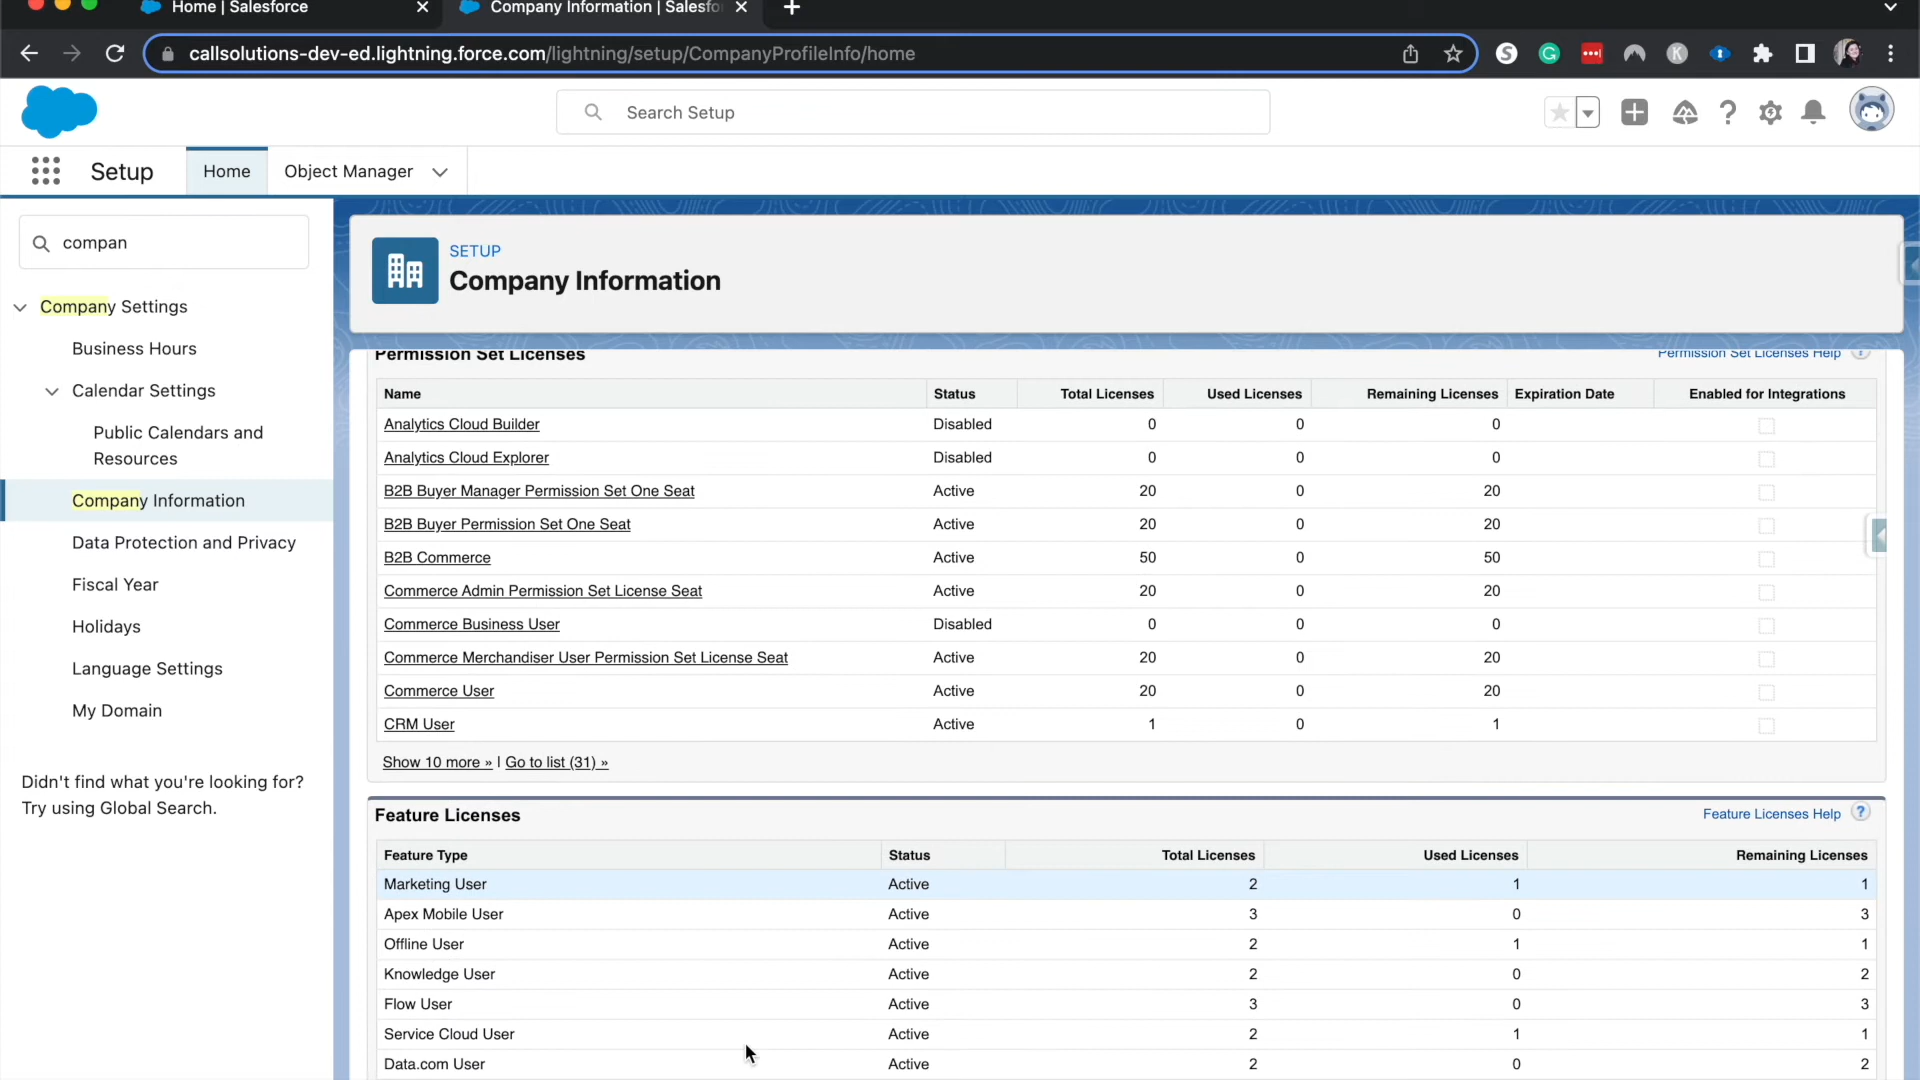 Home | Salesforce
Company Information | Salesfo
callsolutions-dev-ed.lightning.force.com/lightning/setup/CompanyProfileInfo/home
Search Setup
Setup
Home
Object Manager
compan
Company Settings
Business Hours
Calendar Settings
Public Calendars and
Resources
Company Information
Data Protection and Privacy
Fiscal Year
Holidays
Language Settings
My Domain
Didn't find what you're looking for?
Try using Global Search.
SETUP
Company Information
Permission Set Licenses
Permission Set Licenses Help ?
Name Status Total Licenses Used Licenses Remaining Licenses Expiration Date Enabled for Integrations
Analytics Cloud Builder Disabled 0 0 0
Analytics Cloud Explorer Disabled 0 0 0
B2B Buyer Manager Permission Set One Seat Active 20 0 20
B2B Buyer Permission Set One Seat Active 20 0 20
B2B Commerce Active 50 0 50
Commerce Admin Permission Set License Seat Active 20 0 20
Commerce Business User Disabled 0 0 0
Commerce Merchandiser User Permission Set License Seat Active 20 0 20
Commerce User Active 20 0 20
CRM User Active 1 0 1
Show 10 more » | Go to list (31) »
Feature Licenses
Feature Licenses Help ?
Feature Type Status Total Licenses Used Licenses Remaining Licenses
Marketing User Active 2 1 1
Apex Mobile User Active 3 0 3
Offline User Active 2 1 1
Knowledge User Active 2 0 2
Flow User Active 3 0 3
Service Cloud User Active 2 1 1
Data.com User Active 2 0 2